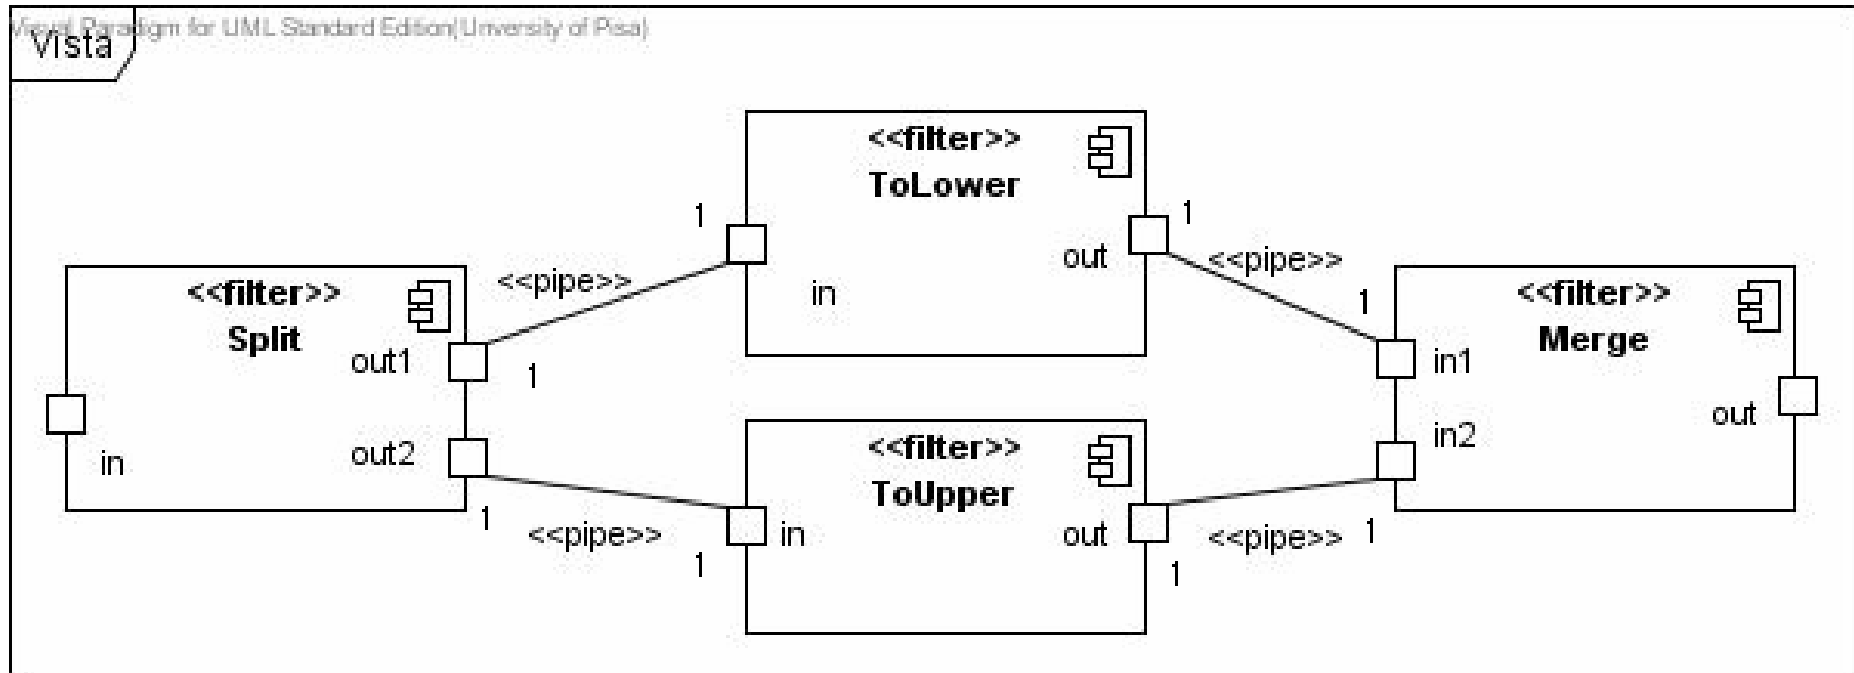 Visual Paradigm for UML Standard Edition(University of Pisa)
Vista
<<filter>>
ToLower
1
in
out
1
<<pipe>>
<<pipe>>
1
<<filter>>
Split
out1
1
out2
in
1
<<pipe>>
1
<<filter>>
ToUpper
in
out
1
<<pipe>>
1
<<filter>>
Merge
in1
in2
out